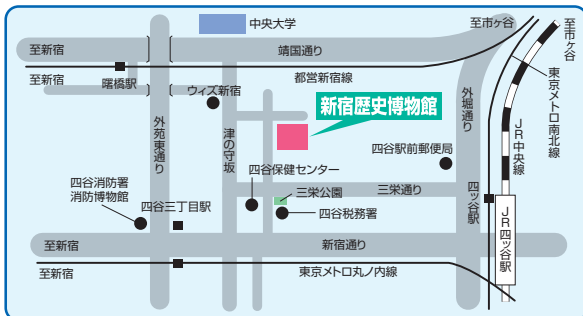 中央大学
至市ケ谷
至市ケ谷
至新宿
靖国通り
至新宿
曙橋駅
都営新宿線
ウィズ新宿
新宿歴史博物館
外苑東通り
津の守坂
外堀通り
東京メトロ南北線
JR中央線
四谷駅前郵便局
四谷保健センター
三栄公園
三栄通り
四ツ谷駅
四谷消防署
消防博物館
四谷三丁目駅
四谷税務署
JR四ツ谷駅
至新宿
新宿通り
至新宿
東京メトロ丸ノ内線